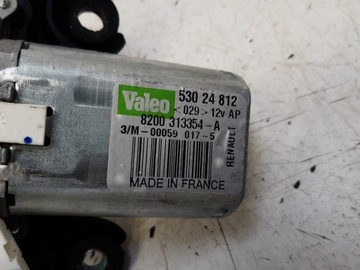 Valeo
530 24 812
<029> 12v AP
8200 313354-A
3/M-00059 017-5
RENAULT
MADE IN FRANCE